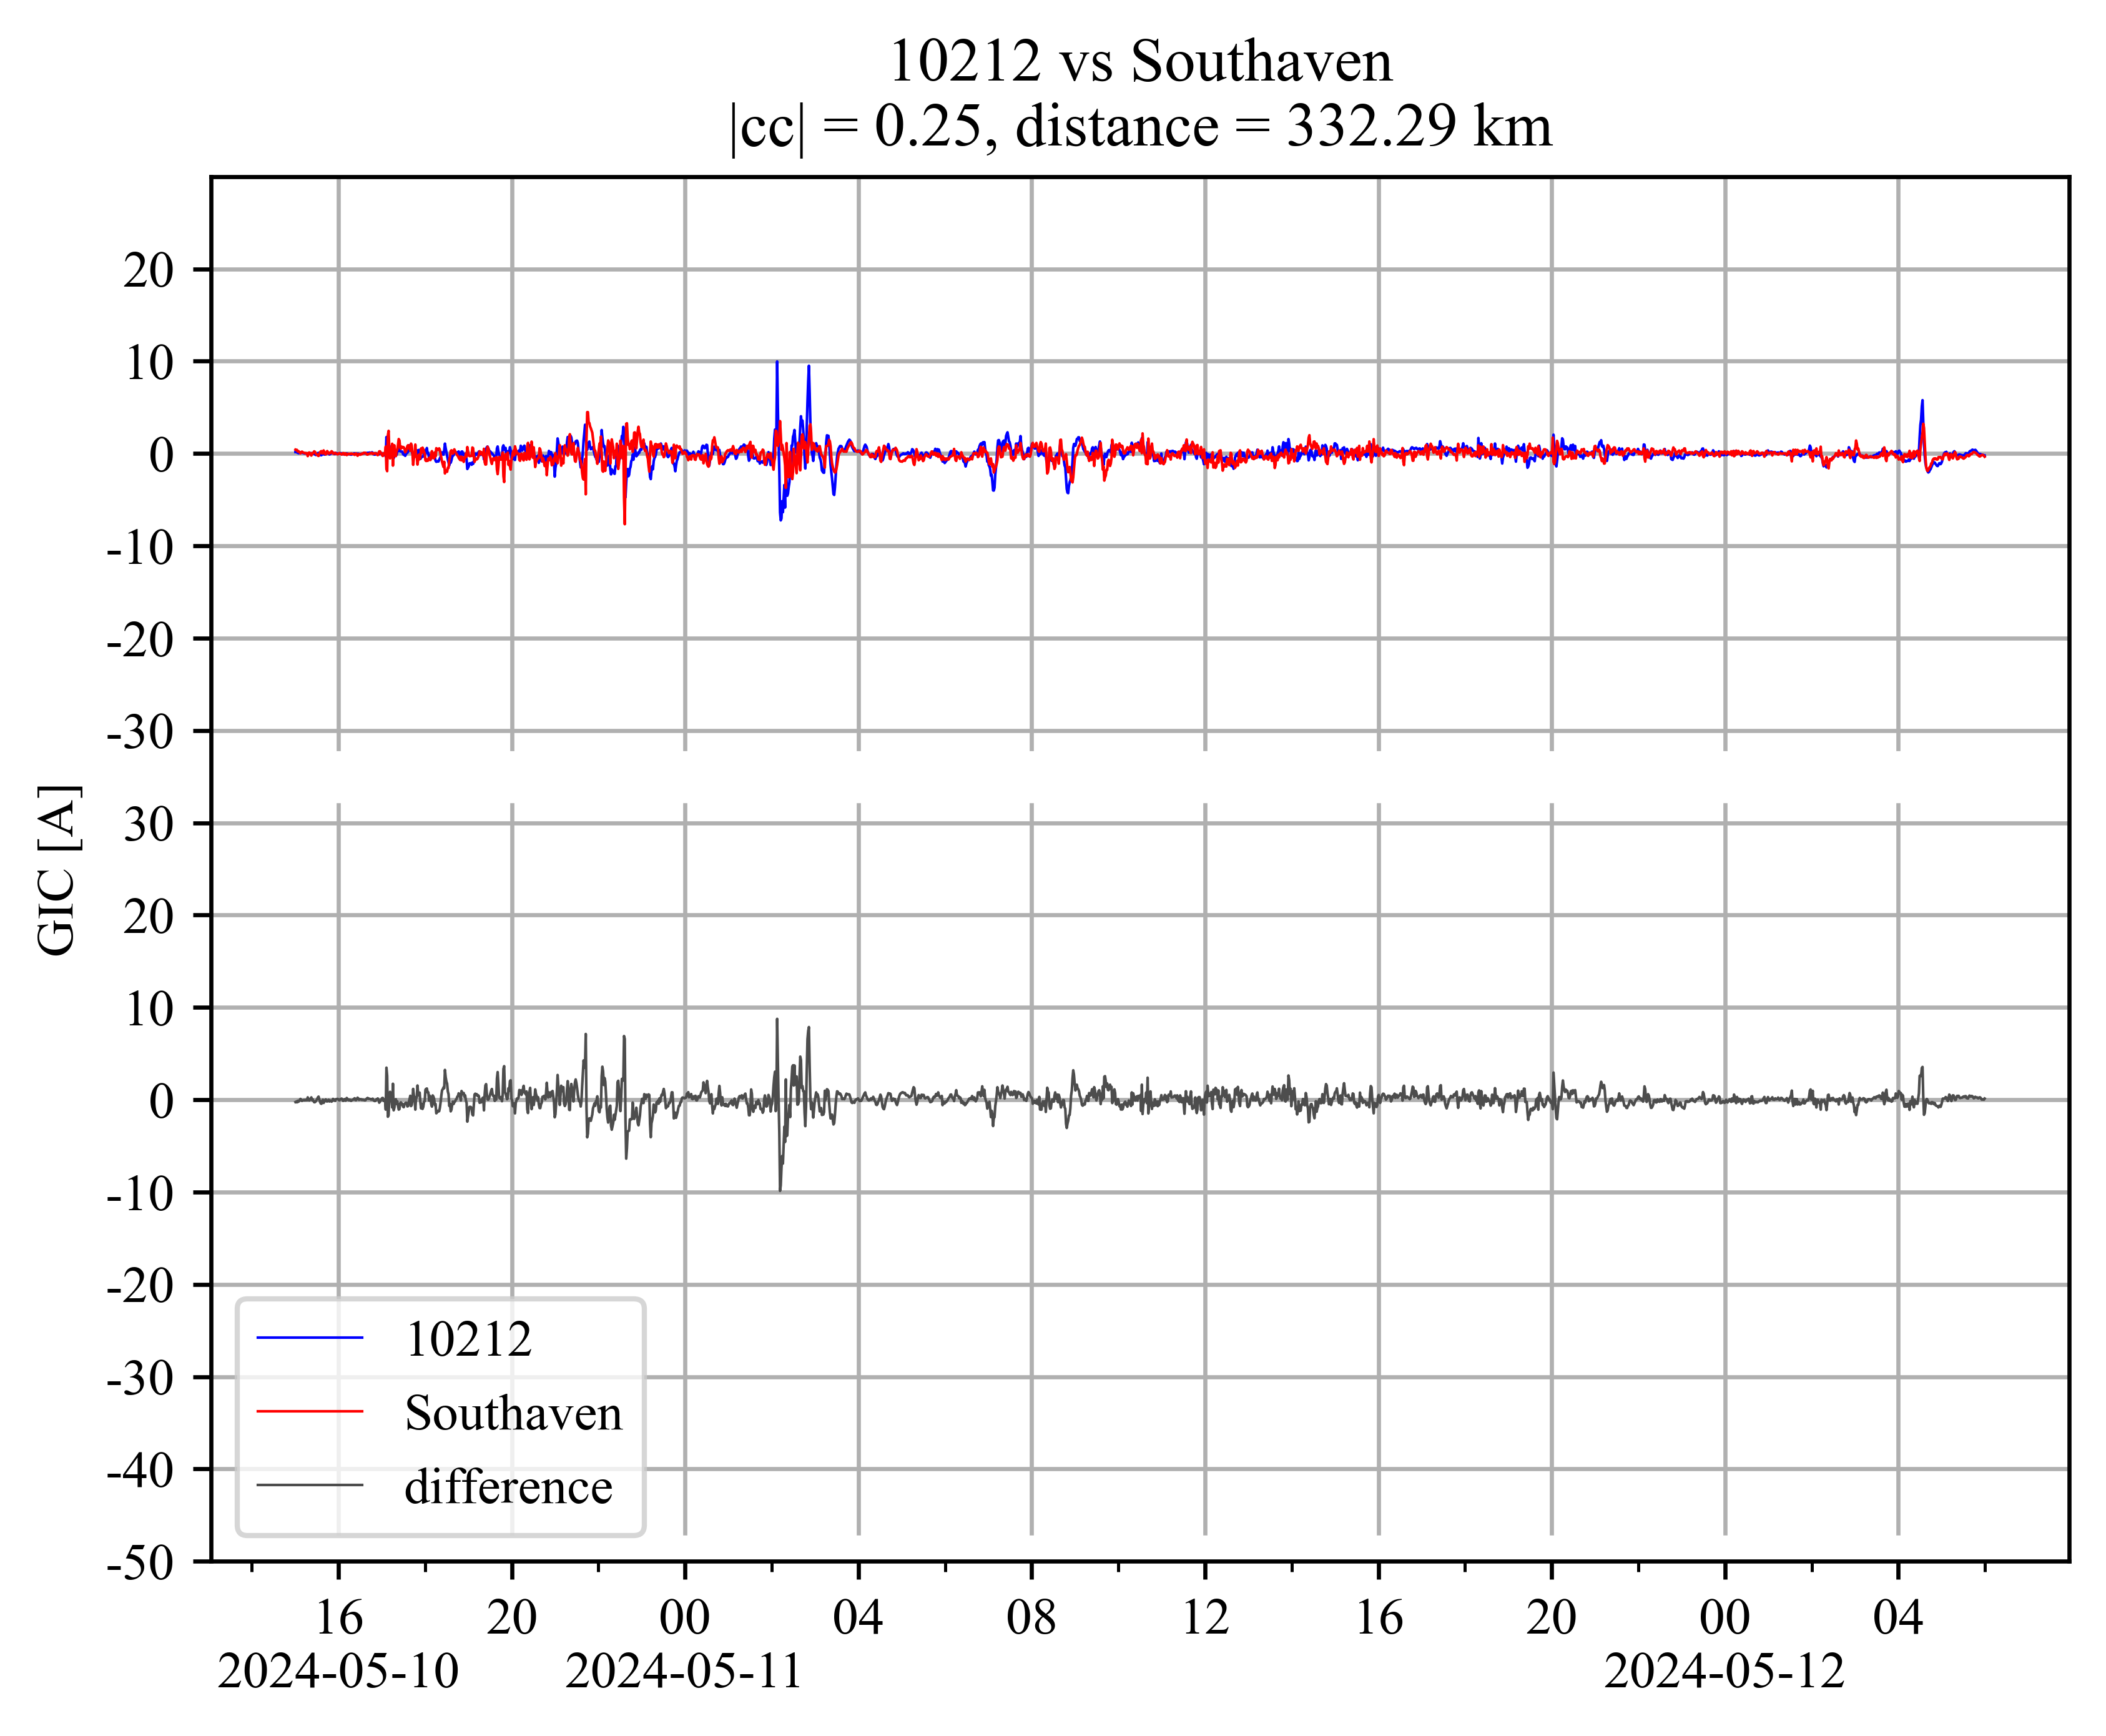 10212 vs Southaven
|cc| = 0.25, distance = 332.29 km
20
10
0
-10
-20
-30
30
20
10
0
-10
-20
-30
-40
-50
GIC [A]
10212
Southaven
difference
16 20 00 04 08 12 16 20 00 04
2024-05-10 2024-05-11 2024-05-12